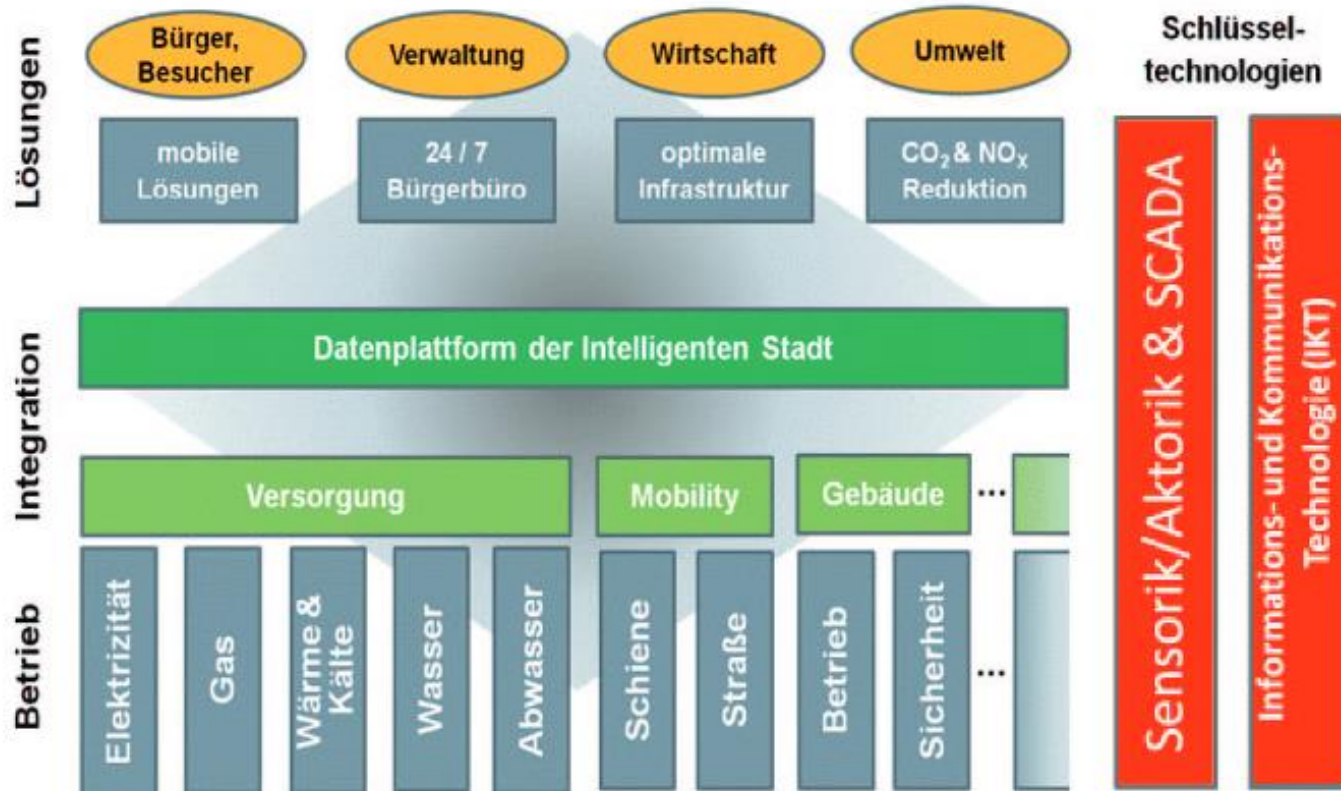 Lösungen
Bürger,
Besucher
Verwaltung
Wirtschaft
Umwelt
mobile
Lösungen
24 / 7
Bürgerbüro
optimale
Infrastruktur
CO₂ & NOₓ
Reduktion
Integration
Datenplattform der Intelligenten Stadt
Versorgung
Mobility
Gebäude
...
Betrieb
Elektrizität
Gas
Wärme &
Kälte
Wasser
Abwasser
Schiene
Straße
Betrieb
Sicherheit
...
Schlüssel-
technologien
Sensorik/Aktorik & SCADA
Informations- und Kommunikations-
Technologie (IKT)